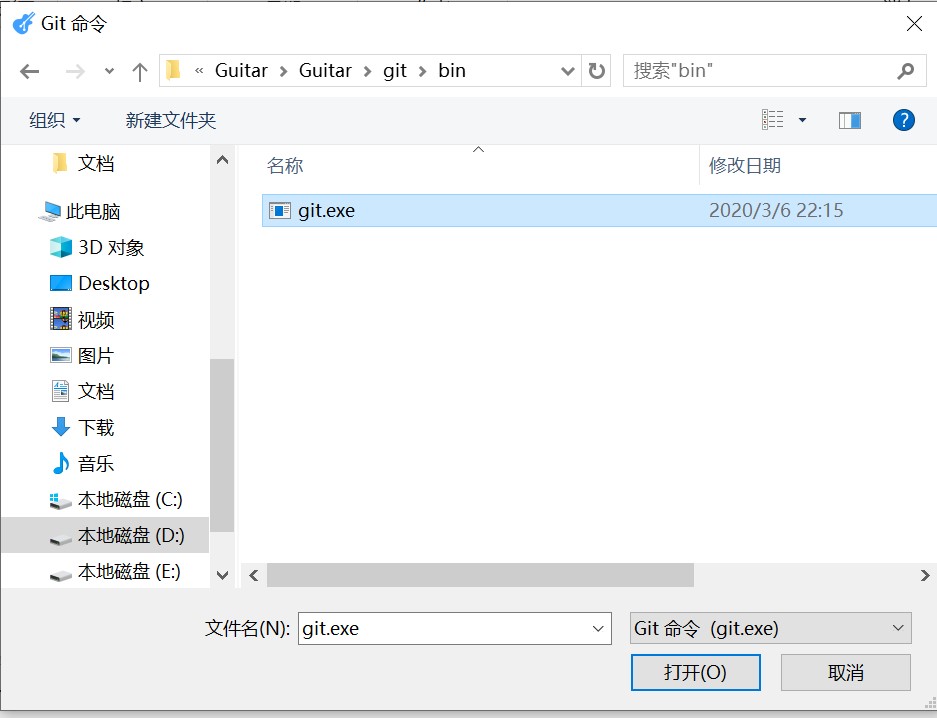 Git 命令
« Guitar > Guitar > git > bin
搜索"bin"
组织
新建文件夹
?
文档
此电脑
3D 对象
Desktop
视频
图片
文档
下载
音乐
本地磁盘 (C:)
本地磁盘 (D:)
本地磁盘 (E:)
名称
修改日期
git.exe
2020/3/6 22:15
文件名(N):
git.exe
Git 命令 (git.exe)
打开(O)
取消